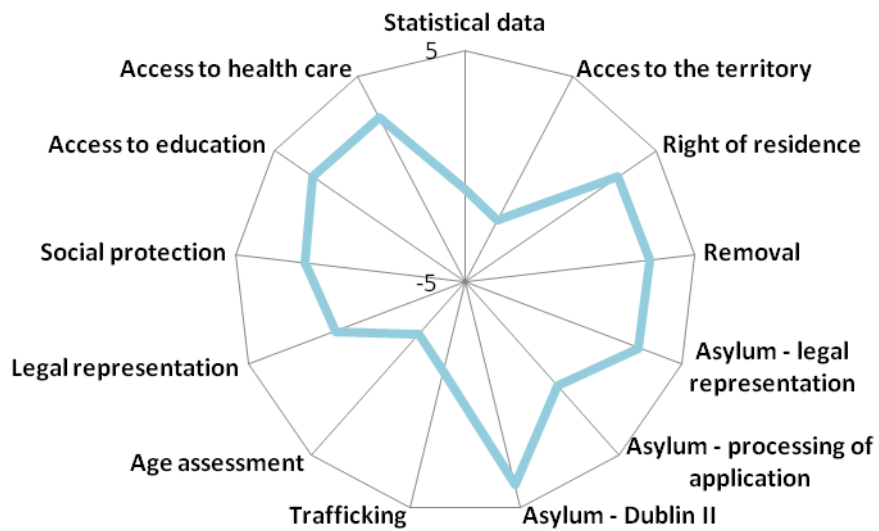 Statistical data
5
Acces to the territory
Right of residence
Removal
Asylum - legal
representation
Asylum - processing of
application
Asylum - Dublin II
Trafficking
Age assessment
Legal representation
Social protection
Access to education
Access to health care
-5